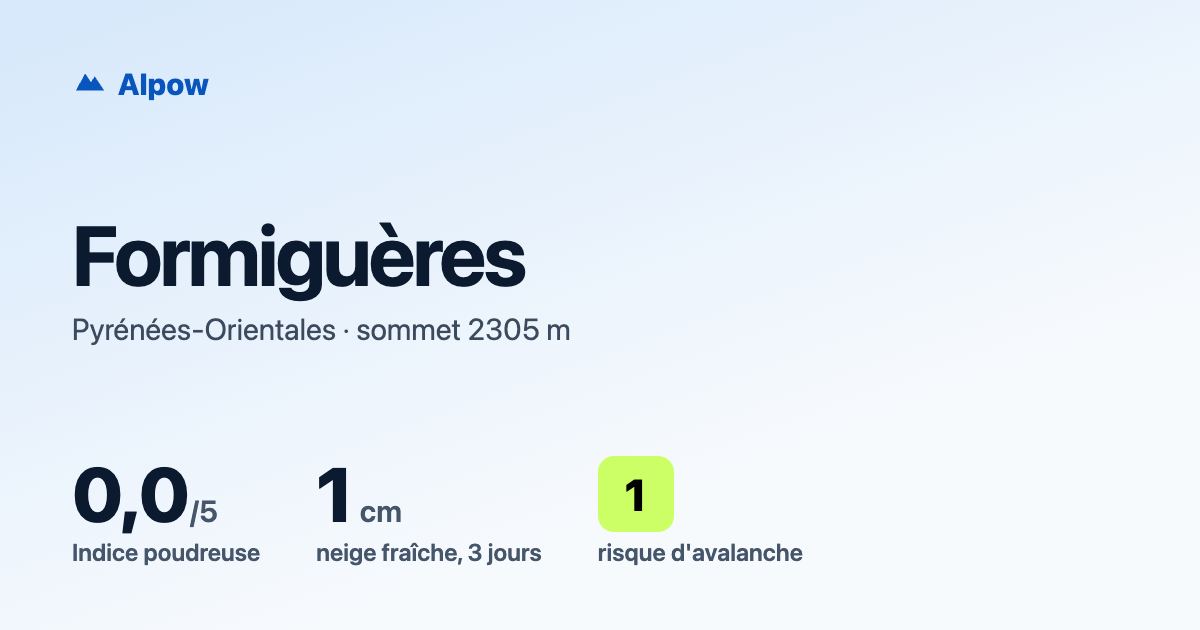 Alpow
Formiguères
Pyrénées-Orientales · sommet 2305 m
0,0/5
Indice poudreuse
1 cm
neige fraîche, 3 jours
1
risque d'avalanche